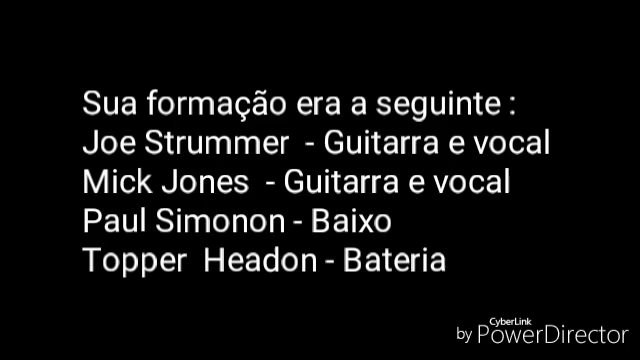 Sua formação era a seguinte :
Joe Strummer - Guitarra e vocal
Mick Jones - Guitarra e vocal
Paul Simonon - Baixo
Topper Headon - Bateria
CyberLink
by PowerDirector